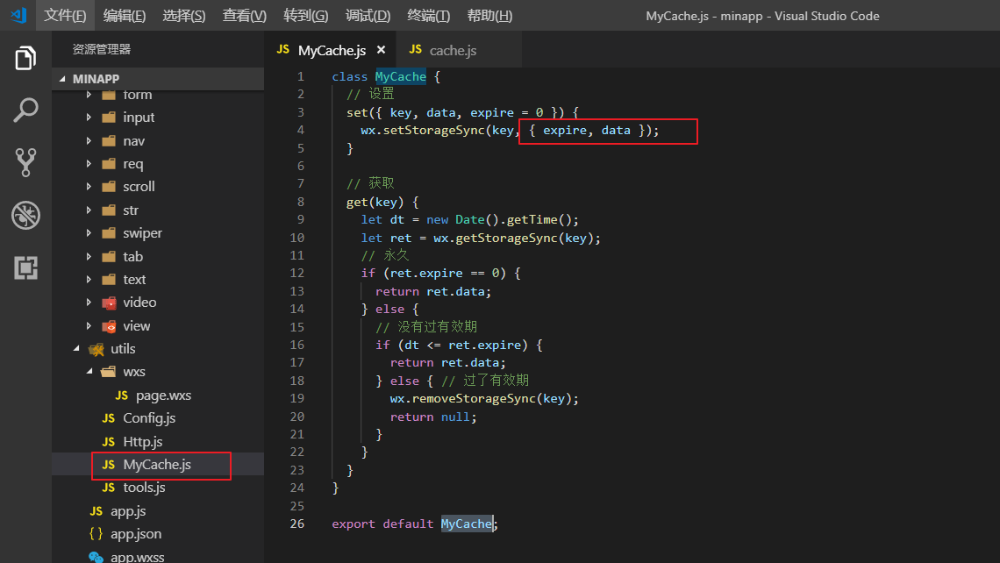 文件(F) 编辑(E) 选择(S) 查看(V) 转到(G) 调试(D) 终端(T) 帮助(H) MyCache.js - minapp - Visual Studio Code
资源管理器
MINAPP
form
input
nav
req
scroll
str
swiper
tab
text
video
view
utils
wxs
JS page.wxs
JS Config.js
JS Http.js
JS MyCache.js
JS tools.js
JS app.js
{ } app.json
app.wxss
JS MyCache.js × JS cache.js
1 class MyCache {
2 // 设置
3 set({ key, data, expire = 0 }) {
4 wx.setStorageSync(key, { expire, data });
5 }
6
7 // 获取
8 get(key) {
9 let dt = new Date().getTime();
10 let ret = wx.getStorageSync(key);
11 // 永久
12 if (ret.expire == 0) {
13 return ret.data;
14 } else {
15 // 没有过有效期
16 if (dt <= ret.expire) {
17 return ret.data;
18 } else { // 过了有效期
19 wx.removeStorageSync(key);
20 return null;
21 }
22 }
23 }
24 }
25
26 export default MyCache;